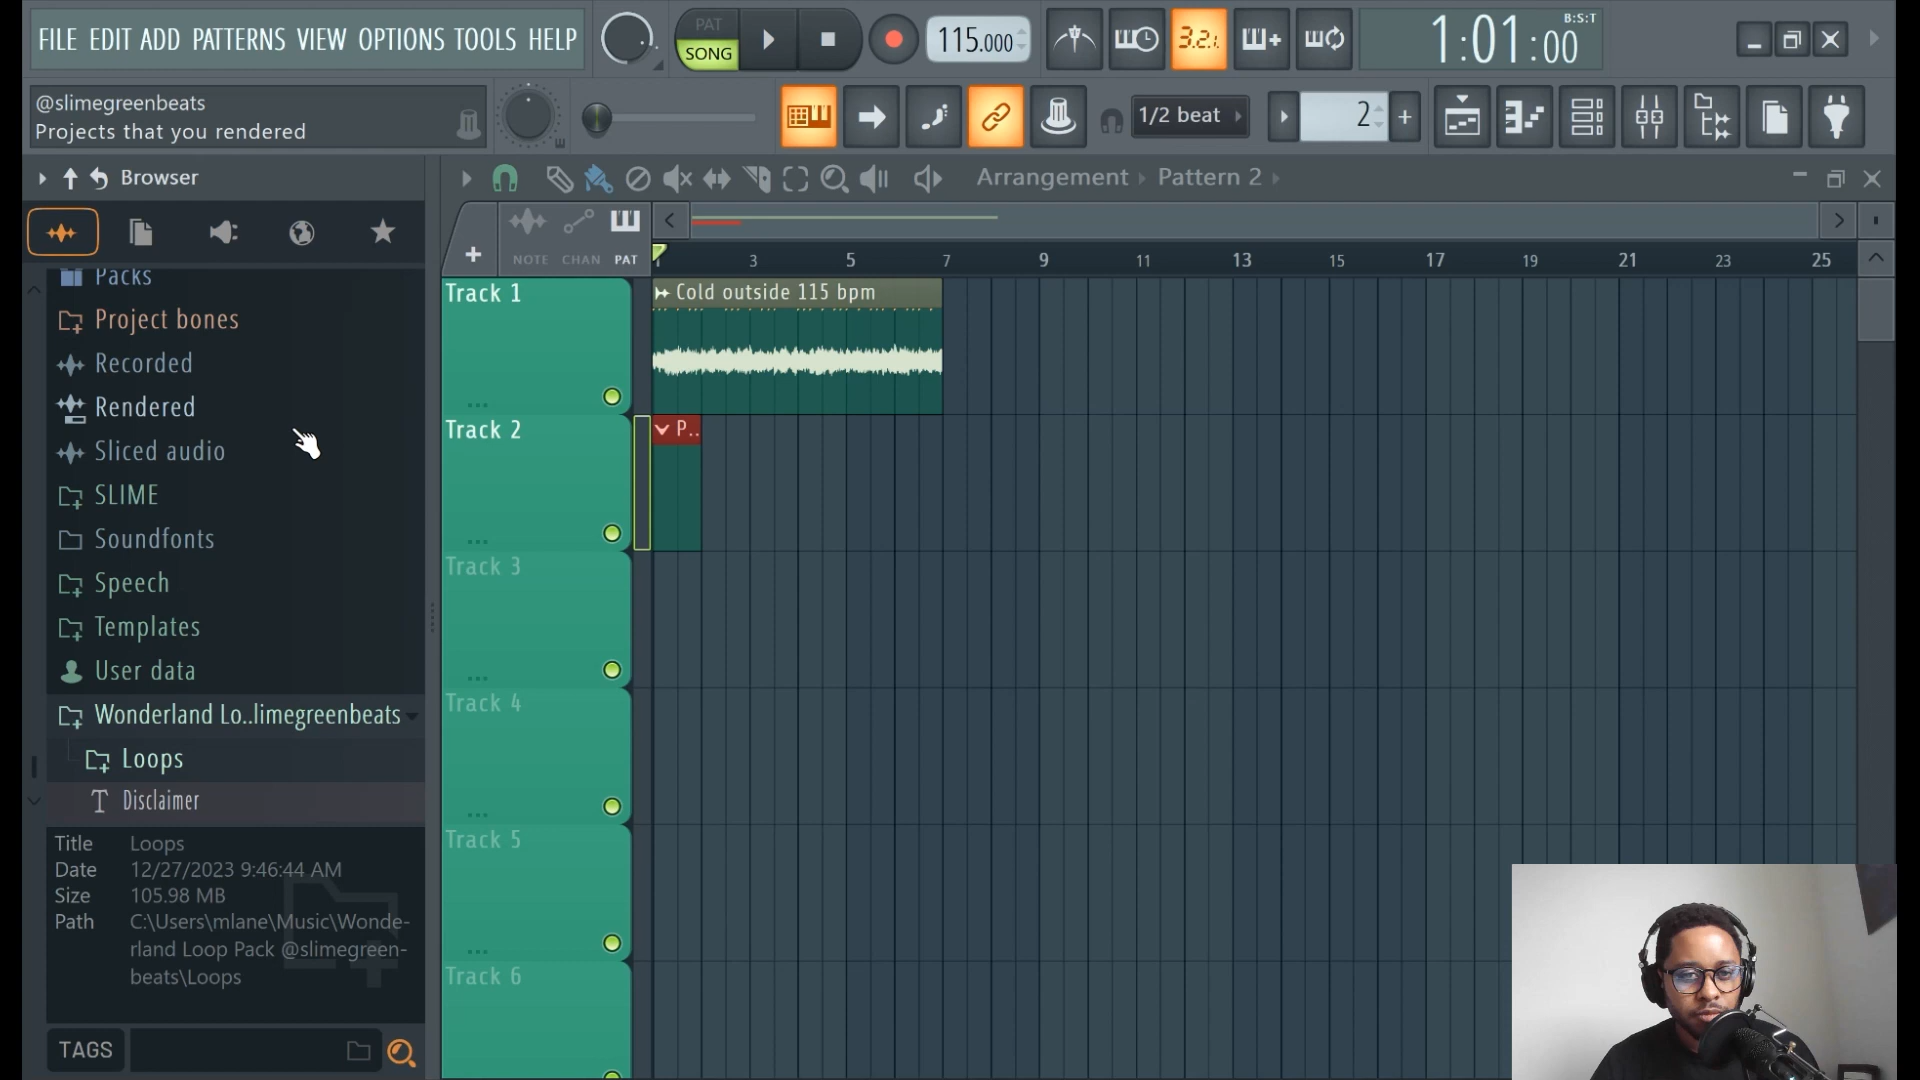 FILE EDIT ADD PATTERNS VIEW OPTIONS TOOLS HELP
PAT
SONG
115.000
3.2.1.
B:S:T
1:01:00
@slimegreenbeats
Projects that you rendered
1/2 beat
2
+
Browser
Arrangement
Pattern 2
Packs
Project bones
Recorded
Rendered
Sliced audio
SLIME
Soundfonts
Speech
Templates
User data
Wonderland Lo..limegreenbeats
Loops
Disclaimer
Title Loops
Date 12/27/2023 9:46:44 AM
Size 105.98 MB
Path C:\Users\mlane\Music\Wonde-
rland Loop Pack @slimegreen-
beats\Loops
TAGS
+
NOTE CHAN PAT
1 3 5 7 9 11 13 15 17 19 21 23 25
Track 1
Cold outside 115 bpm
Track 2
P..
Track 3
Track 4
Track 5
Track 6